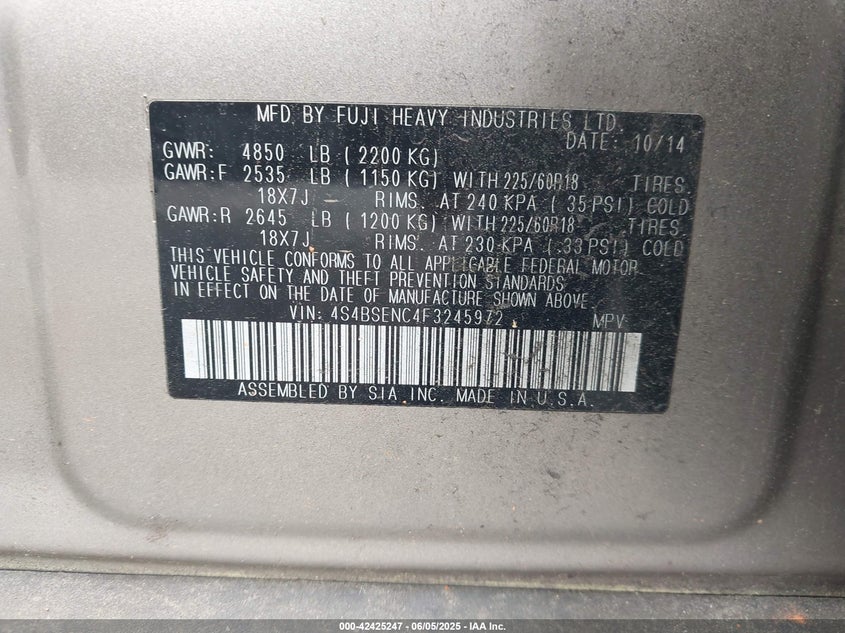 MFD BY FUJI HEAVY INDUSTRIES LTD.
DATE: 10/14
GVWR: 4850 LB ( 2200 KG)
GAWR:F 2535 LB ( 1150 KG) WITH 225/60R18 TIRES.
18X7J RIMS. AT 240 KPA ( 35 PSI) COLD
GAWR:R 2645 LB ( 1200 KG) WITH 225/60R18 TIRES.
18X7J RIMS. AT 230 KPA ( 33 PSI) COLD
THIS VEHICLE CONFORMS TO ALL APPLICABLE FEDERAL MOTOR
VEHICLE SAFETY AND THEFT PREVENTION STANDARDS
IN EFFECT ON THE DATE OF MANUFACTURE SHOWN ABOVE.
VIN: 4S4BSENC4F3245972 MPV
ASSEMBLED BY SIA,INC. MADE IN U.S.A.
000-42425247 - 06/05/2025 - IAA Inc.